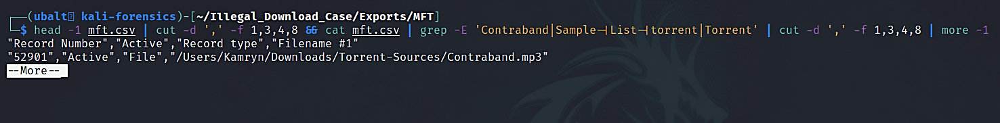 ┌──(ubalt㉿kali-forensics)-[~/Illegal_Download_Case/Exports/MFT]
└─$ head -1 mft.csv | cut -d ',' -f 1,3,4,8 && cat mft.csv | grep -E 'Contraband|Sample-|List-|torrent|Torrent' | cut -d ',' -f 1,3,4,8 | more -1
"Record Number","Active","Record type","Filename #1"
"52901","Active","File","/Users/Kamryn/Downloads/Torrent-Sources/Contraband.mp3"
--More--